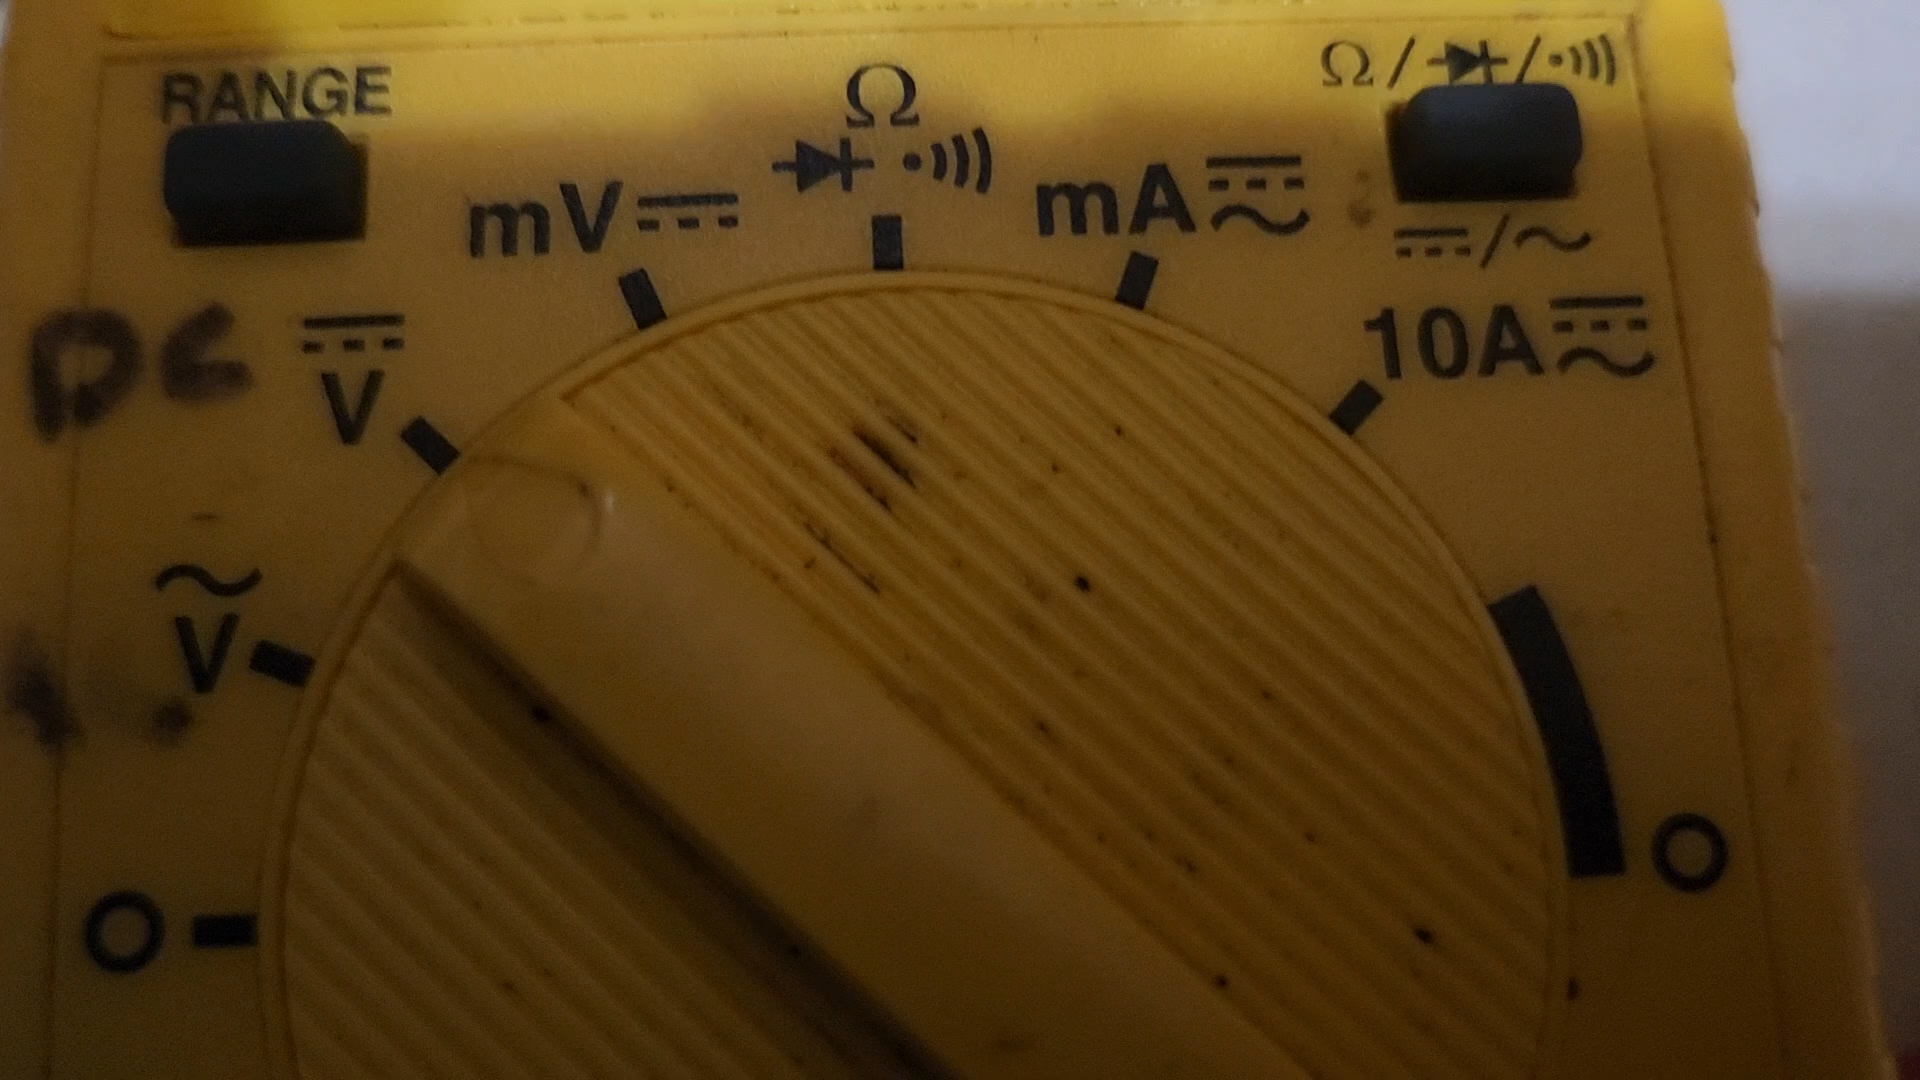 RANGE
Ω/⯈|/•)))
Ω
mV⎓
mA⎓∼
⎓/∼
DC
⎓
V
10A⎓∼
∼
V
O
O